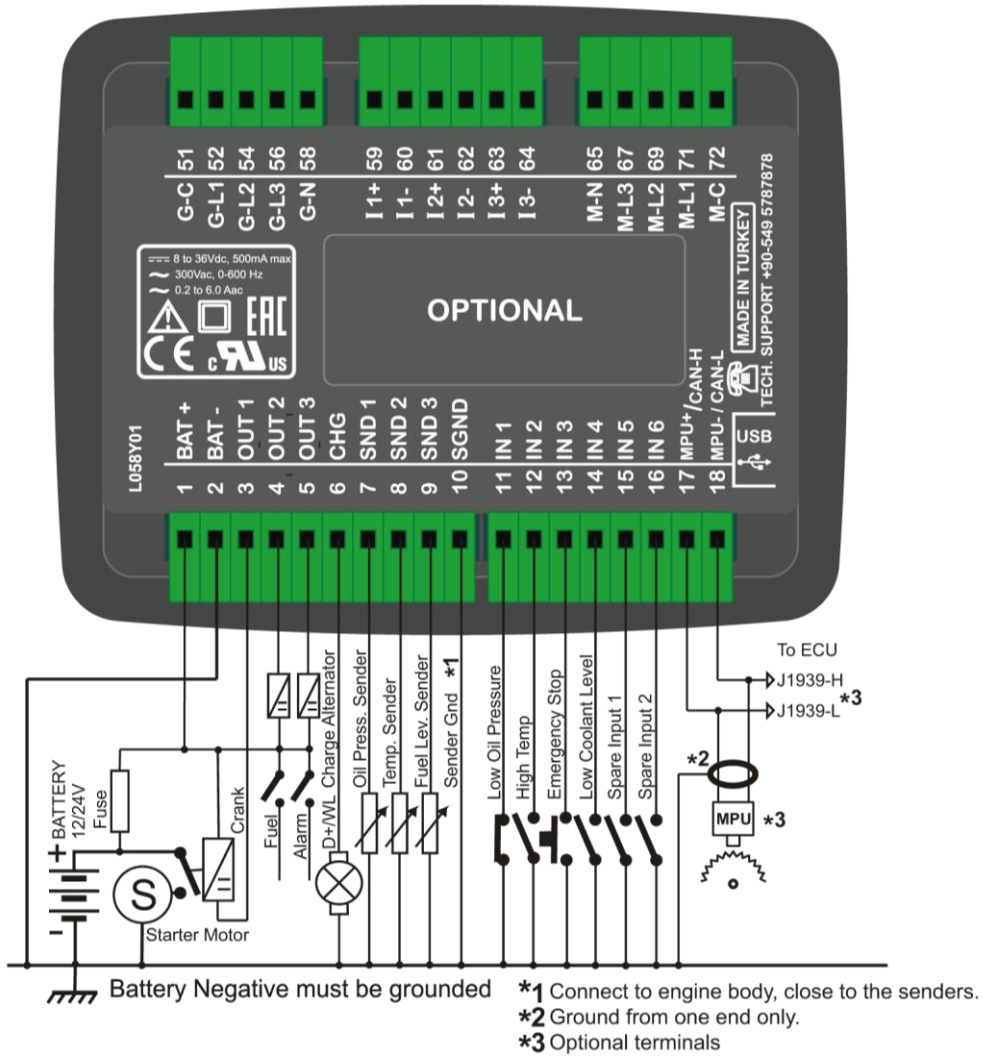 G-C 51
G-L1 52
G-L2 54
G-L3 56
G-N 58
I1+ 59
I1- 60
I2+ 61
I2- 62
I3+ 63
I3- 64
M-N 65
M-L3 67
M-L2 69
M-L1 71
M-C 72
8 to 36Vdc, 500mA max
300Vac, 0-600 Hz
0.2 to 6.0 Aac
EAC
CE
c RU US
OPTIONAL
MADE IN TURKEY
TECH. SUPPORT +90-549 5787878
USB
L058Y01
1 BAT +
2 BAT -
3 OUT 1
4 OUT 2
5 OUT 3
6 CHG
7 SND 1
8 SND 2
9 SND 3
10 SGND
11 IN 1
12 IN 2
13 IN 3
14 IN 4
15 IN 5
16 IN 6
17 MPU+/CAN-H
18 MPU-/ CAN-L
+ BATTERY
12/24V
-
Fuse
S
Starter Motor
Crank
Fuel
Alarm
D+/WL Charge Alternator
Oil Press. Sender
Temp. Sender
Fuel Lev. Sender
Sender Gnd *1
Low Oil Pressure
High Temp
Emergency Stop
Low Coolant Level
Spare Input 1
Spare Input 2
To ECU
J1939-H
J1939-L *3
*2
MPU *3
Battery Negative must be grounded
*1 Connect to engine body, close to the senders.
*2 Ground from one end only.
*3 Optional terminals